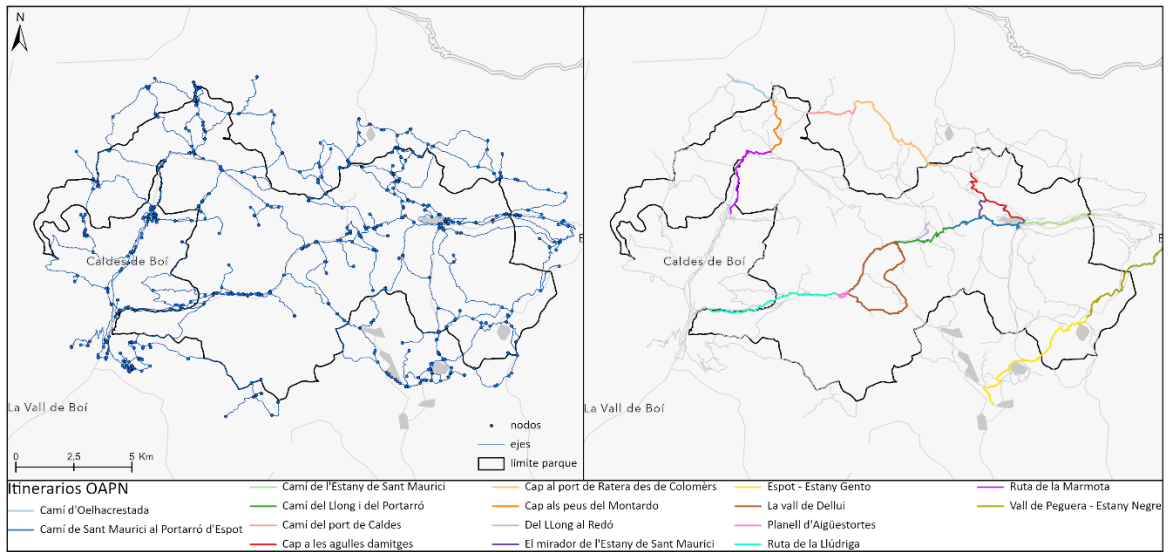 N
Caldes de Boí
La Vall de Boí
E
nodos
ejes
límite parque
0 2,5 5 Km
Caldes de Boí
La Vall de Boí
E
Itinerarios OAPN
Camí d'Oelhacrestada
Camí de Sant Maurici al Portarró d'Espot
Camí de l'Estany de Sant Maurici
Camí del Llong i del Portarró
Camí del port de Caldes
Cap a les agulles damitges
Cap al port de Ratera des de Colomèrs
Cap als peus del Montardo
Del LLong al Redó
El mirador de l'Estany de Sant Maurici
Espot - Estany Gento
La vall de Dellui
Planell d'Aigüestortes
Ruta de la Llúdriga
Ruta de la Marmota
Vall de Peguera - Estany Negre